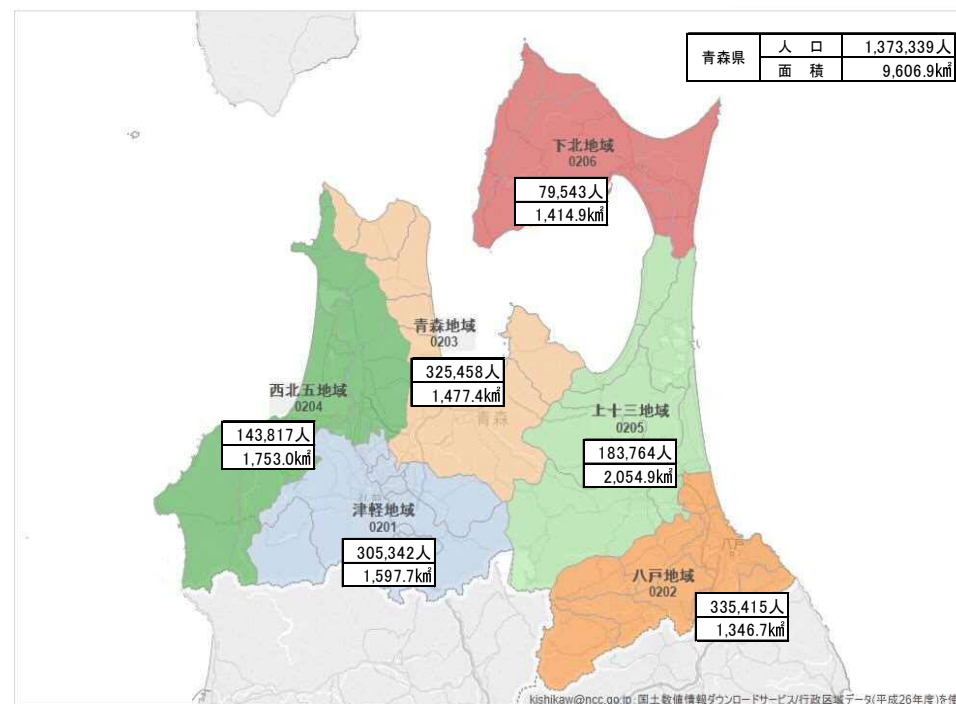 青森県
人 口 1,373,339人
面 積 9,606.9㎢
下北地域
0206
79,543人
1,414.9㎢
青森地域
0203
325,458人
1,477.4㎢
青森
西北五地域
0204
143,817人
1,753.0㎢
上十三地域
0205
183,764人
2,054.9㎢
津軽地域
0201
305,342人
1,597.7㎢
八戸
八戸地域
0202
335,415人
1,346.7㎢
kishikaw@ncc.go.jp 国土数値情報ダウンロードサービス/行政区域データ(平成26年度)を使